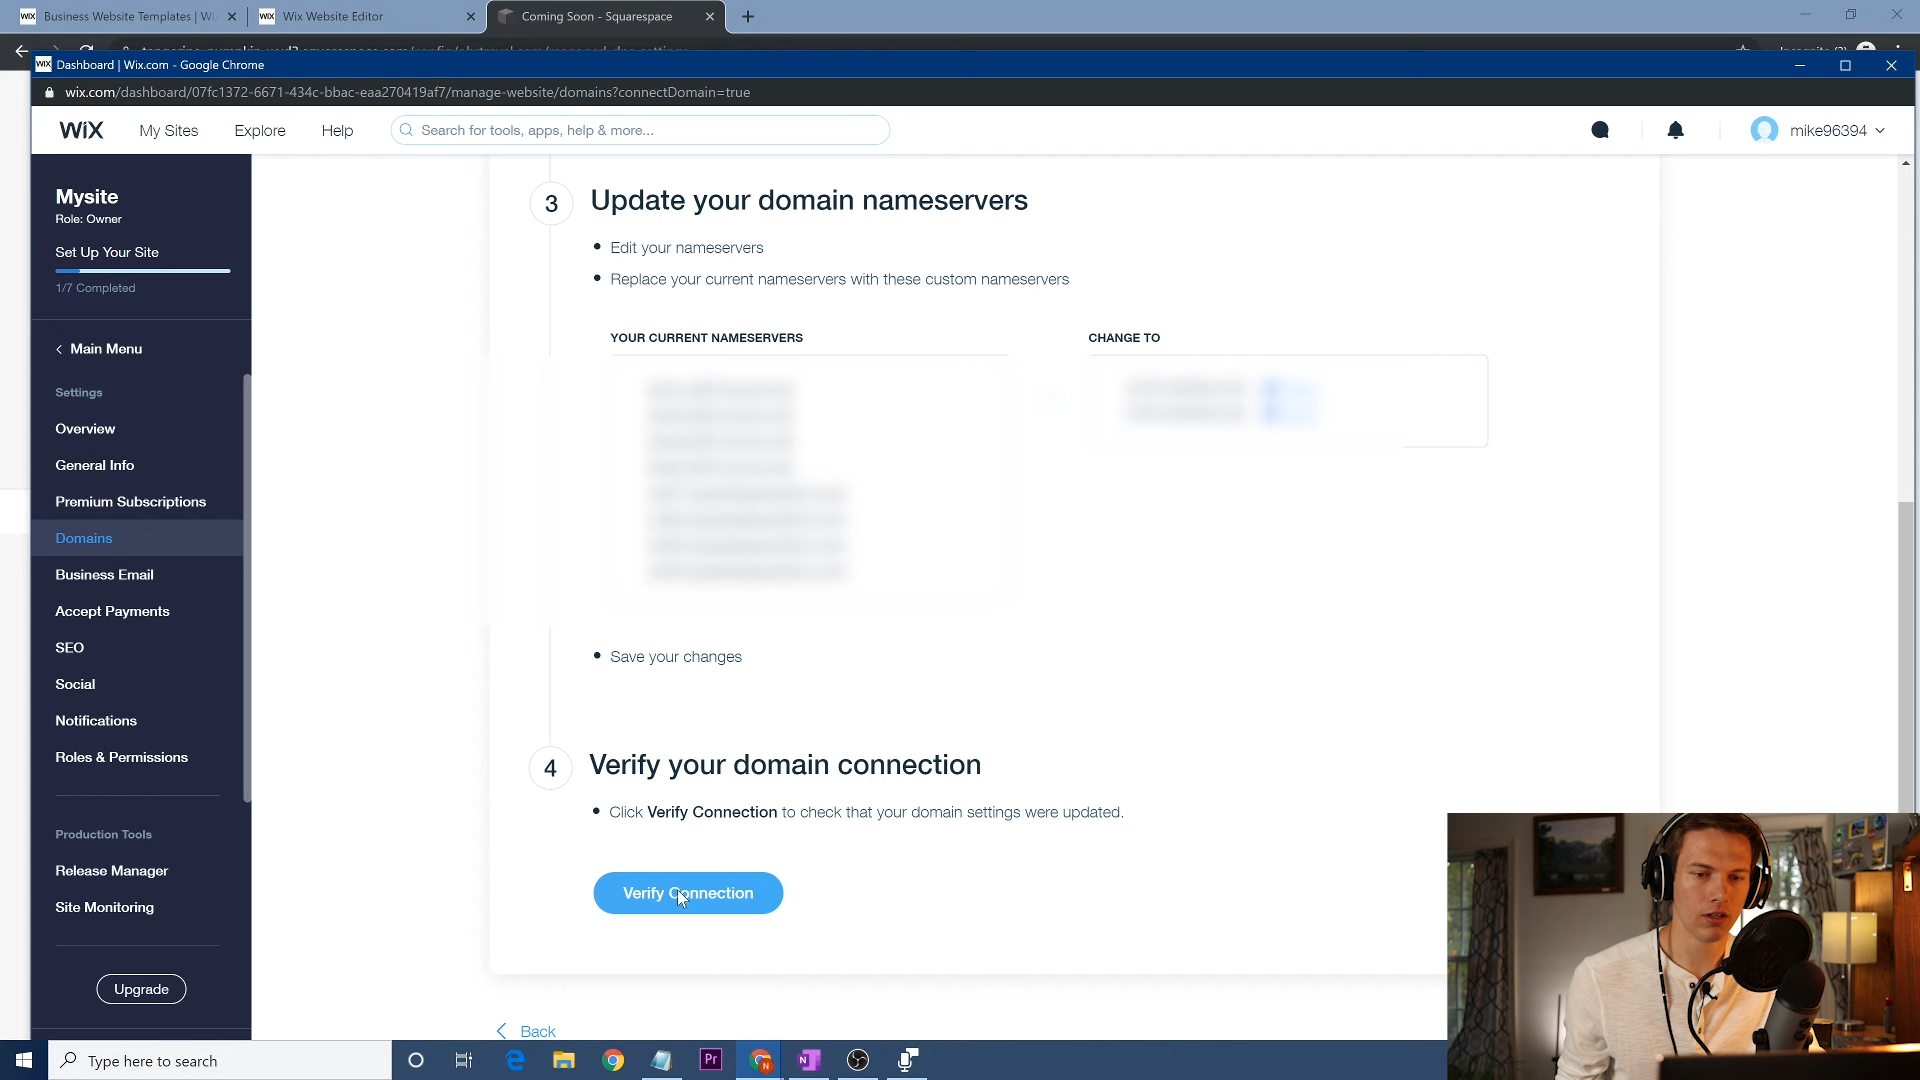 WiX Business Website Templates | Wi
WiX Wix Website Editor
Coming Soon - Squarespace
WiX Dashboard | Wix.com - Google Chrome
wix.com/dashboard/07fc1372-6671-434c-bbac-eaa270419af7/manage-website/domains?connectDomain=true
WiX My Sites Explore Help Search for tools, apps, help & more... mike96394
Mysite
Role: Owner
Set Up Your Site
1/7 Completed
Main Menu
Settings
Overview
General Info
Premium Subscriptions
Domains
Business Email
Accept Payments
SEO
Social
Notifications
Roles & Permissions
Production Tools
Release Manager
Site Monitoring
Upgrade
3 Update your domain nameservers
• Edit your nameservers
• Replace your current nameservers with these custom nameservers
YOUR CURRENT NAMESERVERS CHANGE TO
• Save your changes
4 Verify your domain connection
• Click Verify Connection to check that your domain settings were updated.
Verify Connection
Back
Type here to search
Pr
N
N